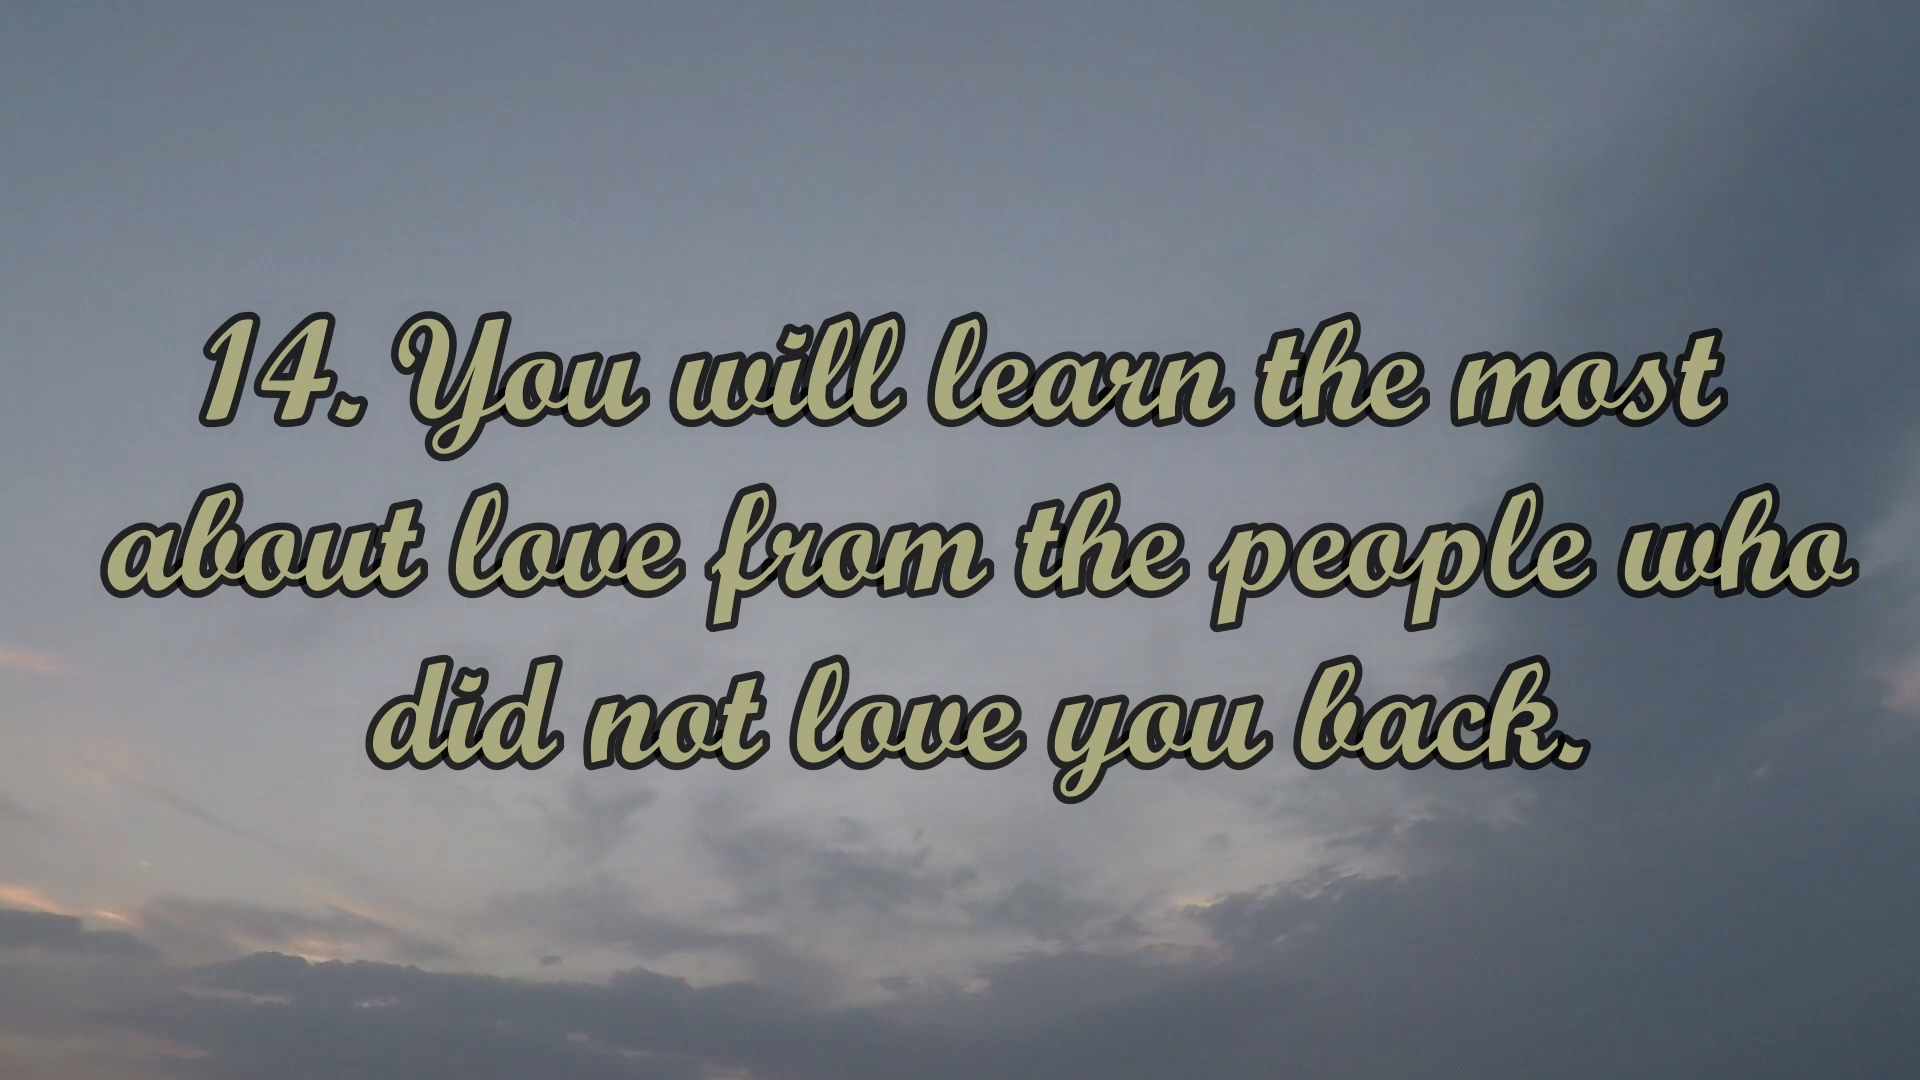 14. You will learn the most
about love from the people who
did not love you back.